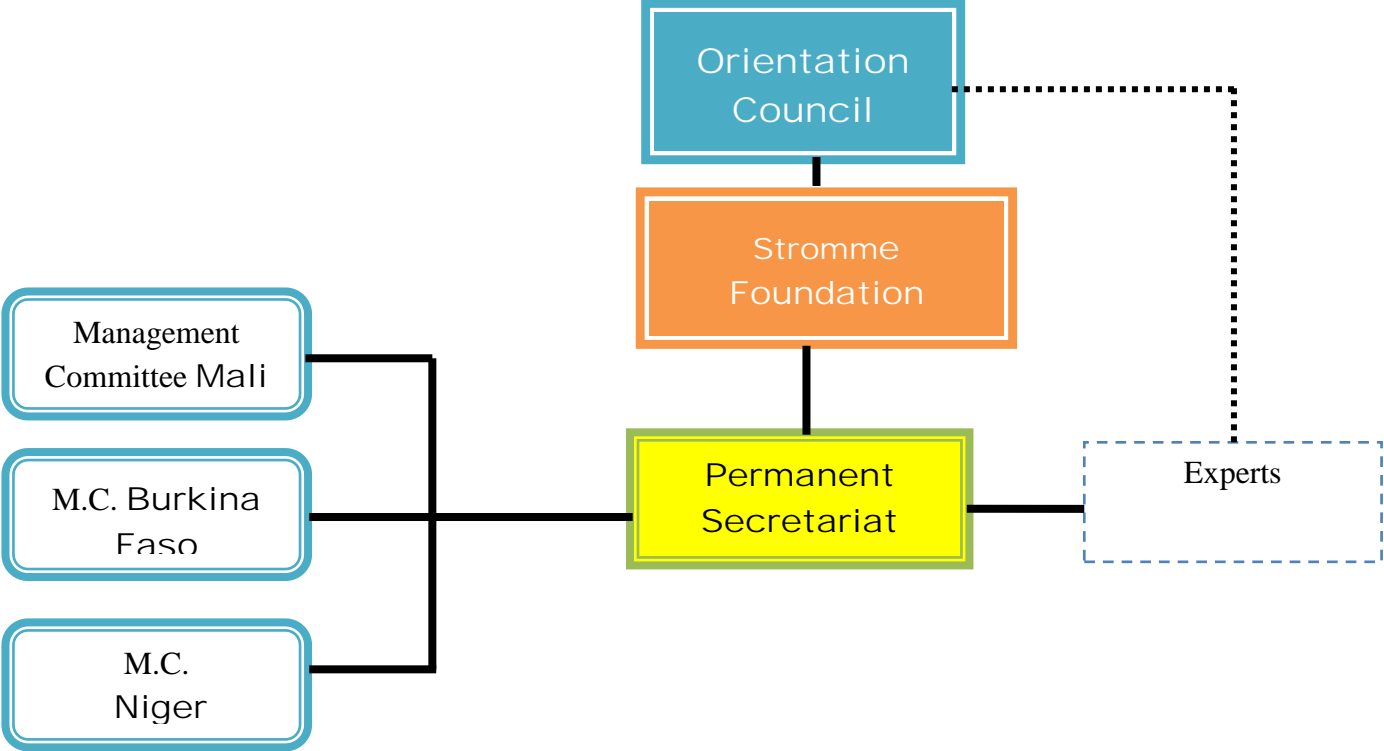 Orientation
Council
Stromme
Foundation
Management
Committee Mali
M.C. Burkina
Faso
Permanent
Secretariat
Experts
M.C.
Niger